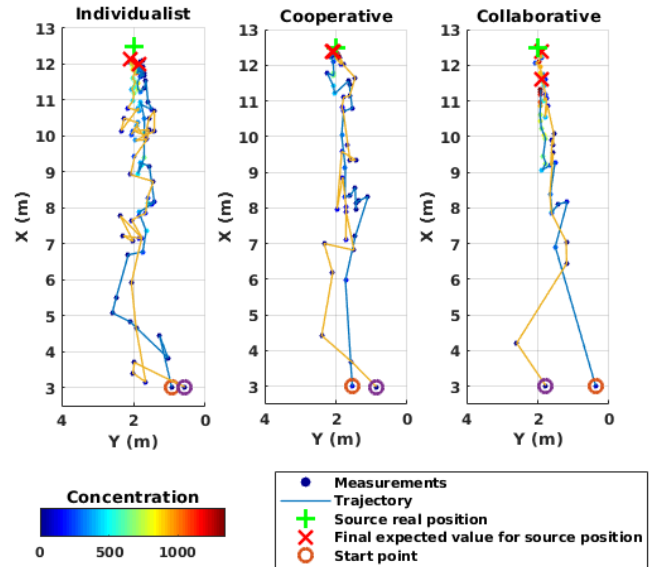 Individualist
Cooperative
Collaborative
13
12
11
10
9
8
7
6
5
4
3
X (m)
4
2
0
Y (m)
13
12
11
10
9
8
7
6
5
4
3
X (m)
4
2
0
Y (m)
13
12
11
10
9
8
7
6
5
4
3
X (m)
4
2
0
Y (m)
Concentration
0 500 1000
Measurements
Trajectory
Source real position
Final expected value for source position
Start point